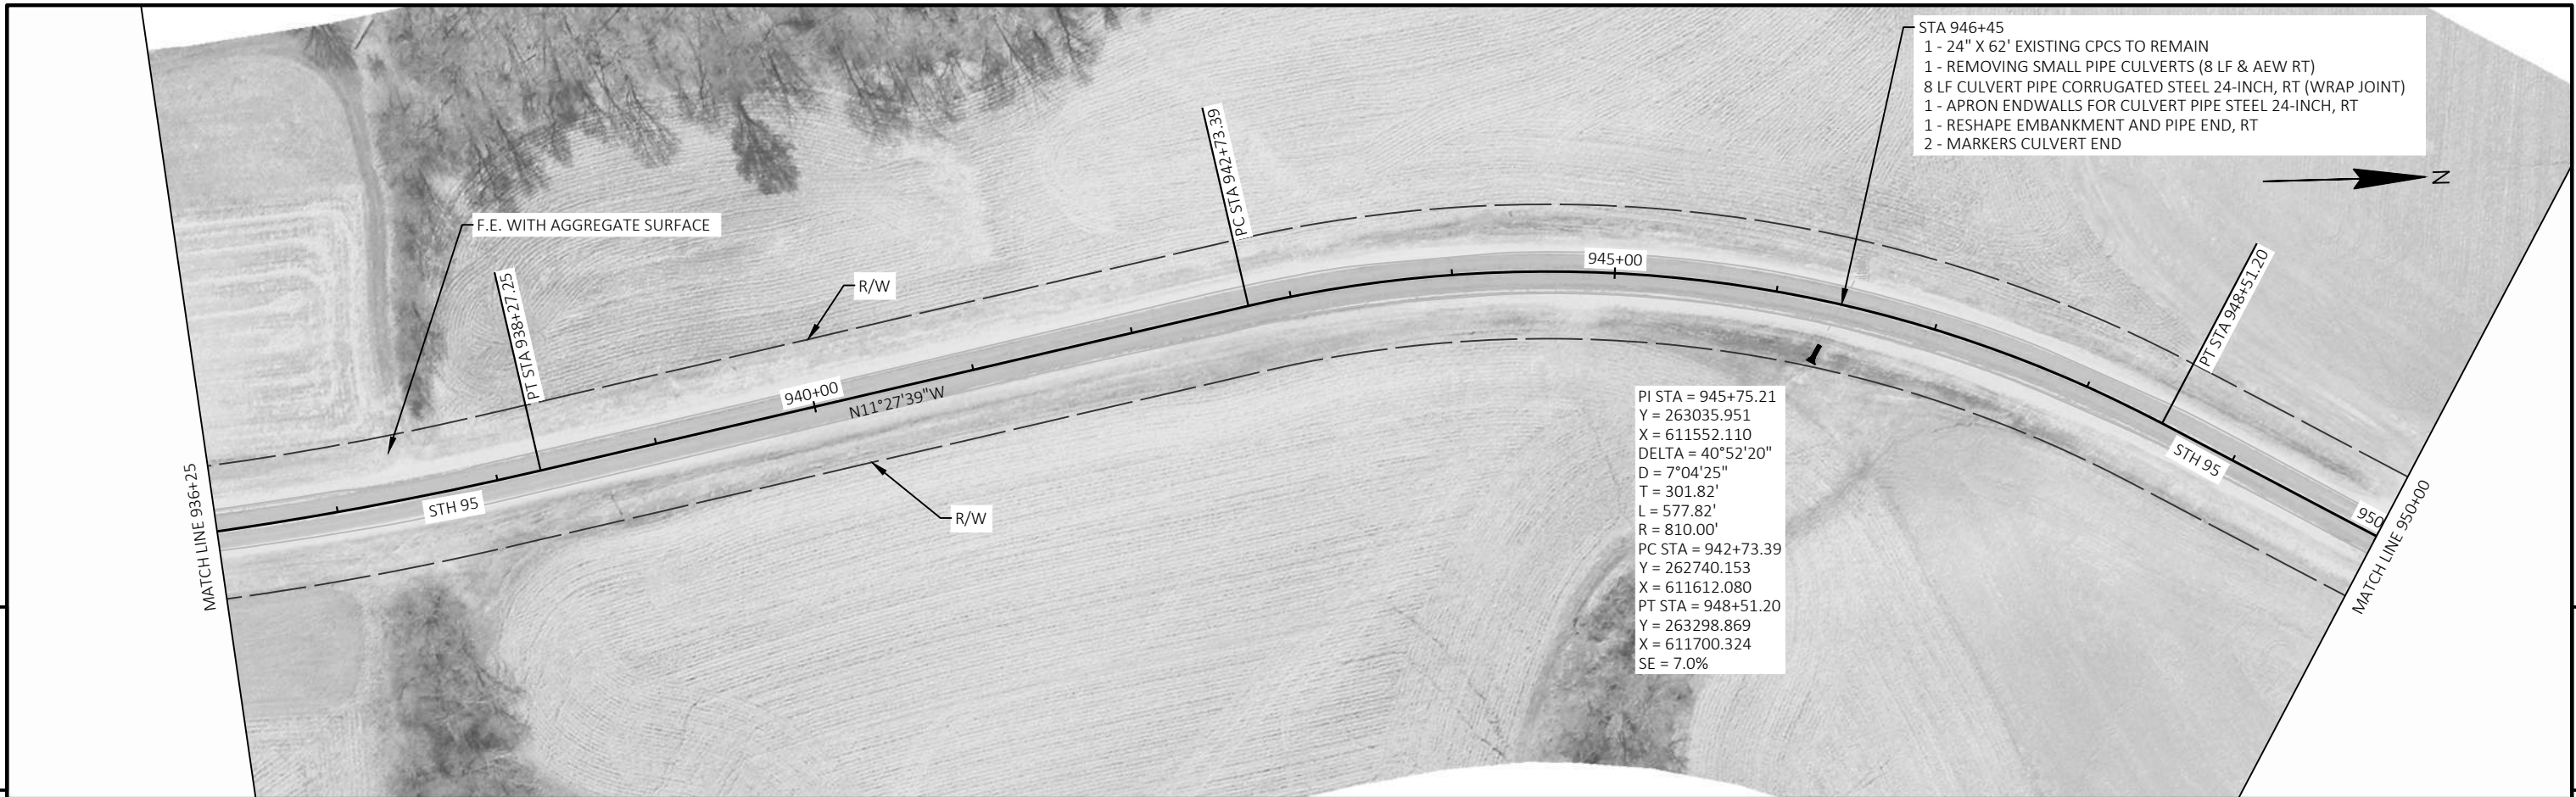 STA 946+45
1 - 24" X 62' EXISTING CPCS TO REMAIN
1 - REMOVING SMALL PIPE CULVERTS (8 LF & AEW RT)
8 LF CULVERT PIPE CORRUGATED STEEL 24-INCH, RT (WRAP JOINT)
1 - APRON ENDWALLS FOR CULVERT PIPE STEEL 24-INCH, RT
1 - RESHAPE EMBANKMENT AND PIPE END, RT
2 - MARKERS CULVERT END
N
F.E. WITH AGGREGATE SURFACE
PT STA 938+27.25
R/W
PC STA 942+73.39
945+00
PT STA 948+51.20
940+00
N11°27'39"W
MATCH LINE 936+25
STH 95
R/W
PI STA = 945+75.21
Y = 263035.951
X = 611552.110
DELTA = 40°52'20"
D = 7°04'25"
T = 301.82'
L = 577.82'
R = 810.00'
PC STA = 942+73.39
Y = 262740.153
X = 611612.080
PT STA = 948+51.20
Y = 263298.869
X = 611700.324
SE = 7.0%
STH 95
950
MATCH LINE 950+00